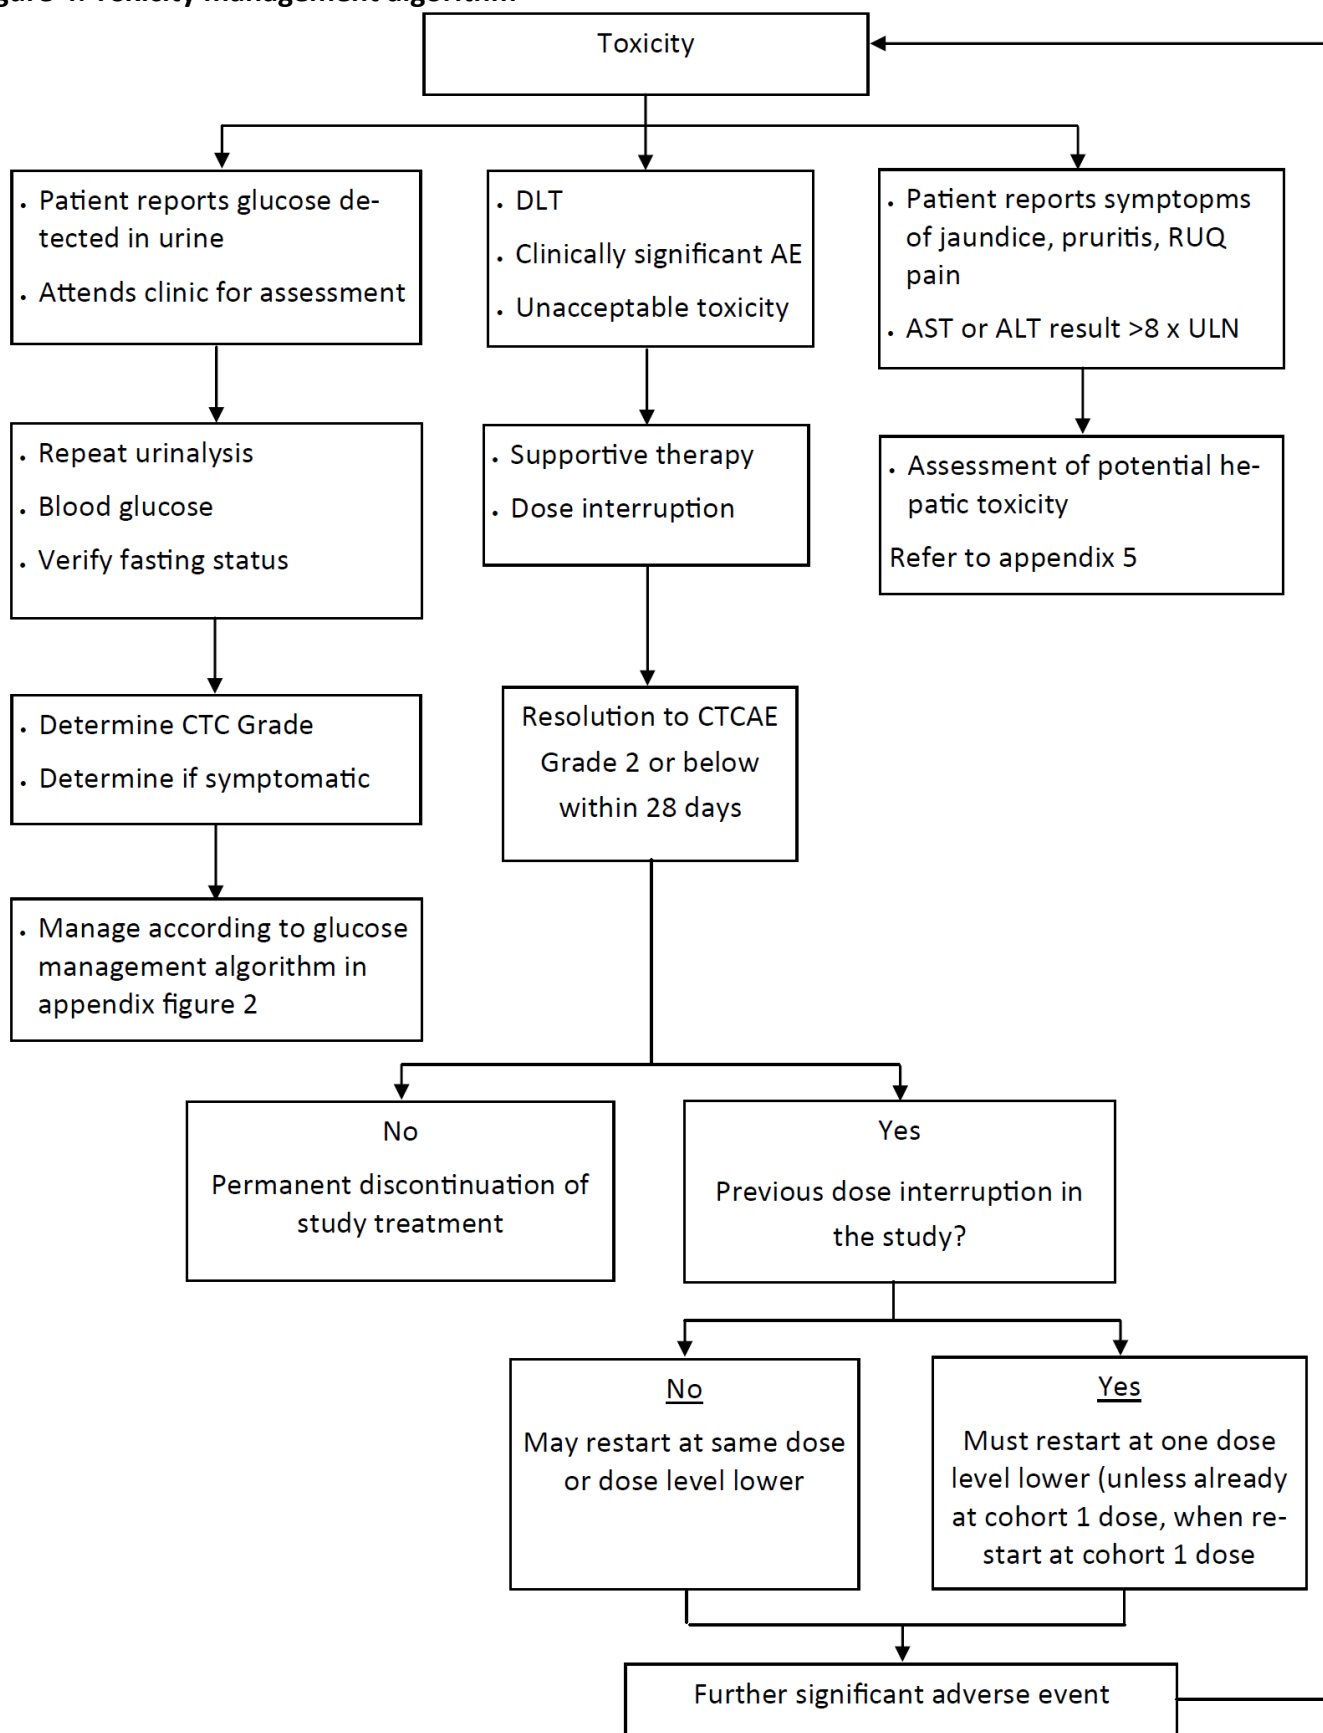 Toxicity
• Patient reports glucose de-
tected in urine
• Attends clinic for assessment
• DLT
• Clinically significant AE
• Unacceptable toxicity
• Patient reports symptopms
of jaundice, pruritis, RUQ
pain
• AST or ALT result >8 x ULN
• Repeat urinalysis
• Blood glucose
• Verify fasting status
• Supportive therapy
• Dose interruption
• Assessment of potential he-
patic toxicity
Refer to appendix 5
• Determine CTC Grade
• Determine if symptomatic
Resolution to CTCAE
Grade 2 or below
within 28 days
• Manage according to glucose
management algorithm in
appendix figure 2
No
Permanent discontinuation of
study treatment
Yes
Previous dose interruption in
the study?
No
May restart at same dose
or dose level lower
Yes
Must restart at one dose
level lower (unless already
at cohort 1 dose, when re-
start at cohort 1 dose
Further significant adverse event